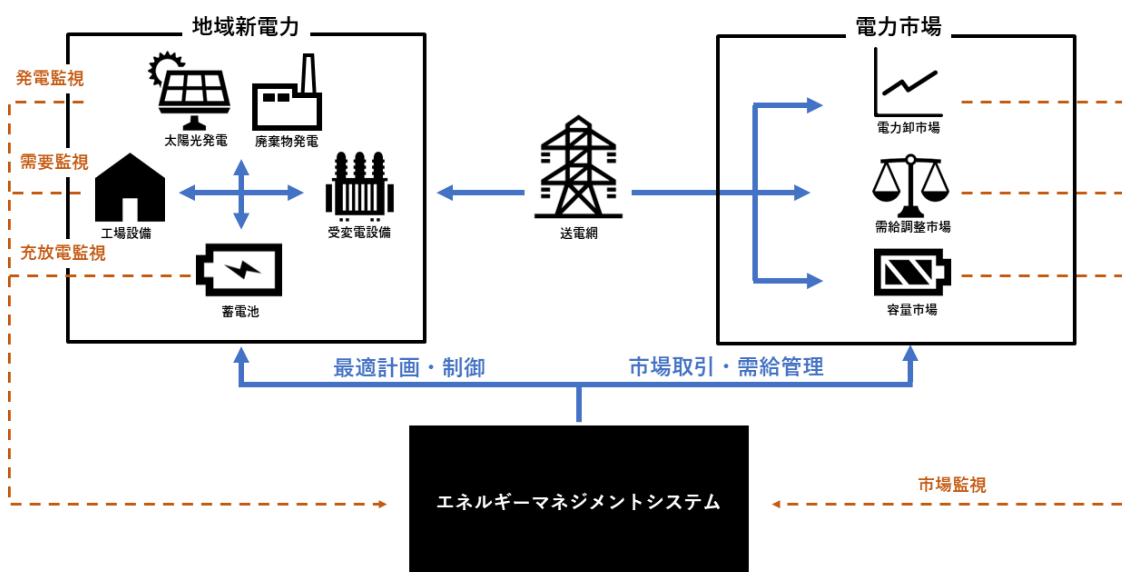 地域新電力
電力市場
発電監視
太陽光発電
廃棄物発電
電力卸市場
需要監視
工場設備
受変電設備
送電網
需給調整市場
充放電監視
蓄電池
容量市場
最適計画・制御
市場取引・需給管理
エネルギーマネジメントシステム
市場監視